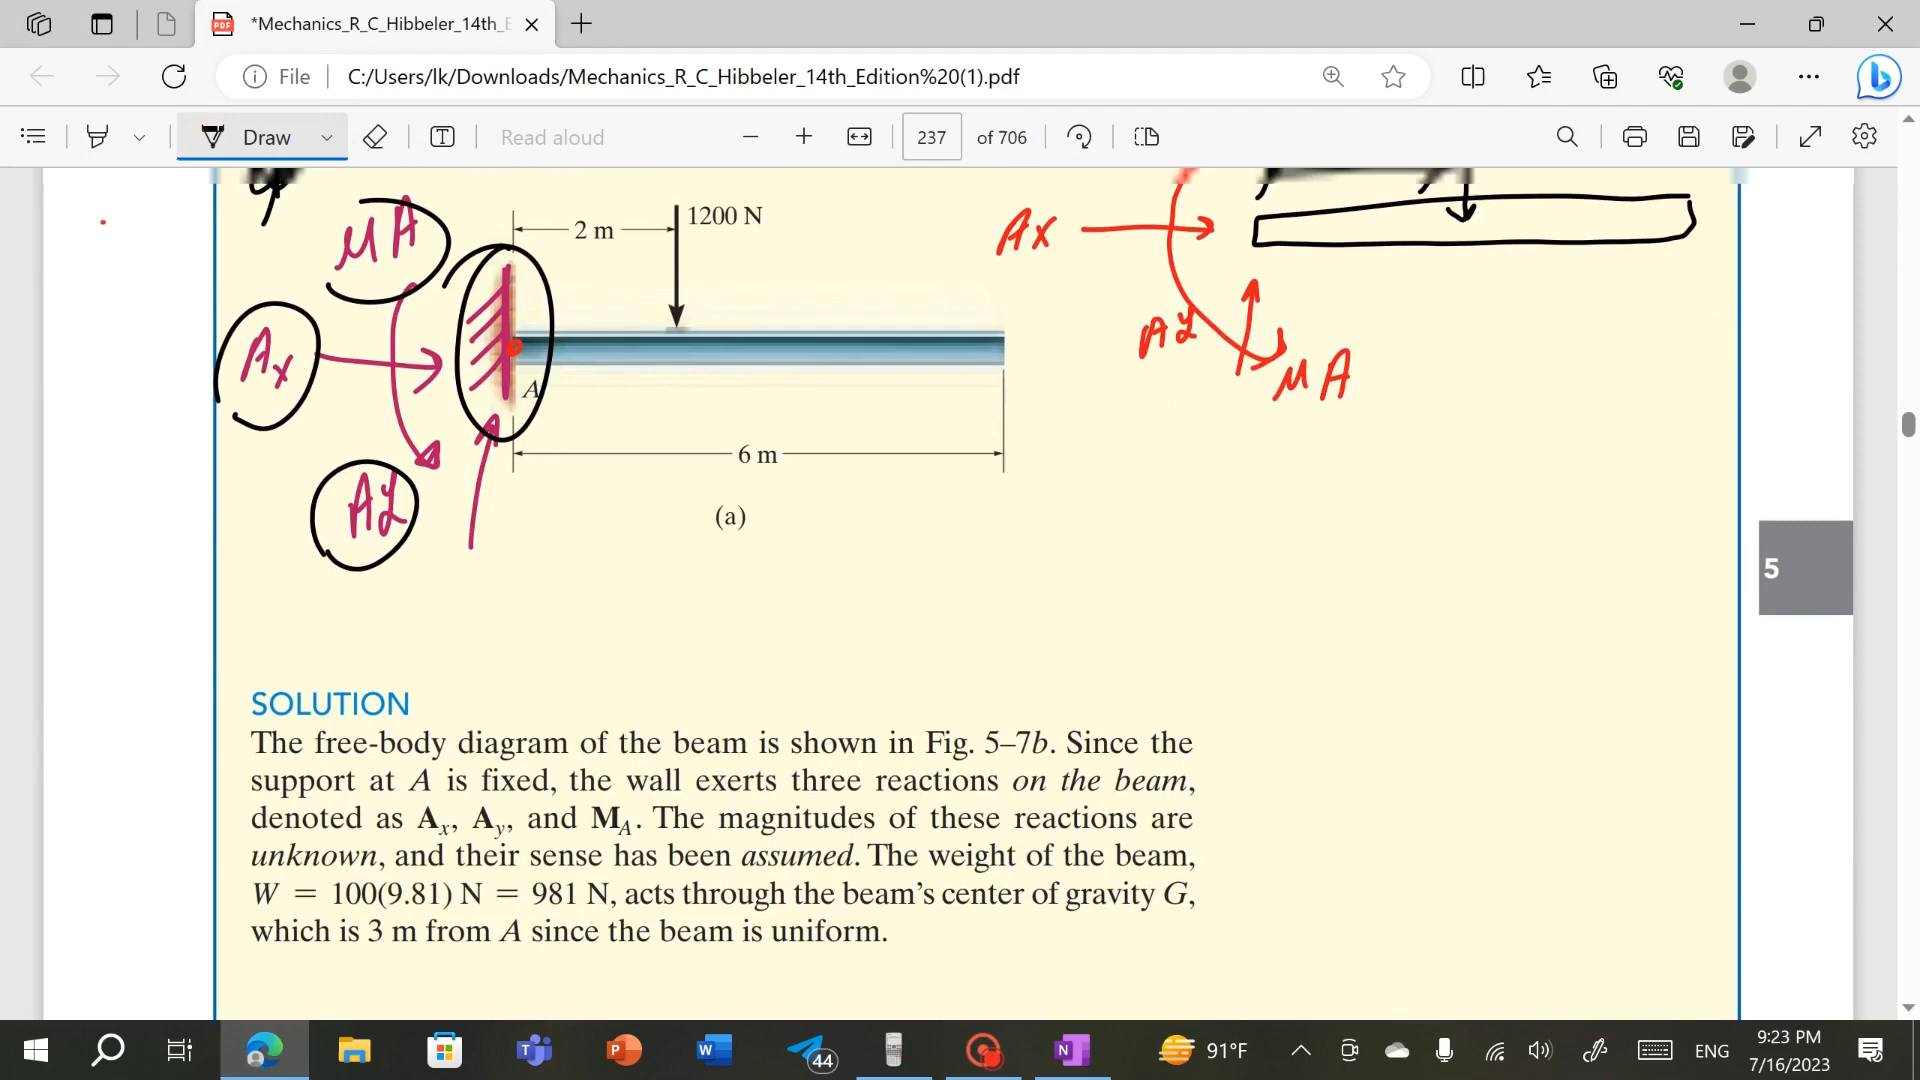 *Mechanics_R_C_Hibbeler_14th_E
File
C:/Users/lk/Downloads/Mechanics_R_C_Hibbeler_14th_Edition%20(1).pdf
Draw
Read aloud
237
of 706
MA
2 m
1200 N
Ax
Ax
Ay
MA
A
6 m
Ay
(a)
5
SOLUTION
The free-body diagram of the beam is shown in Fig. 5–7b. Since the
support at A is fixed, the wall exerts three reactions on the beam,
denoted as Ax, Ay, and MA. The magnitudes of these reactions are
unknown, and their sense has been assumed. The weight of the beam,
W = 100(9.81) N = 981 N, acts through the beam's center of gravity G,
which is 3 m from A since the beam is uniform.
44
91°F
ENG
9:23 PM
7/16/2023